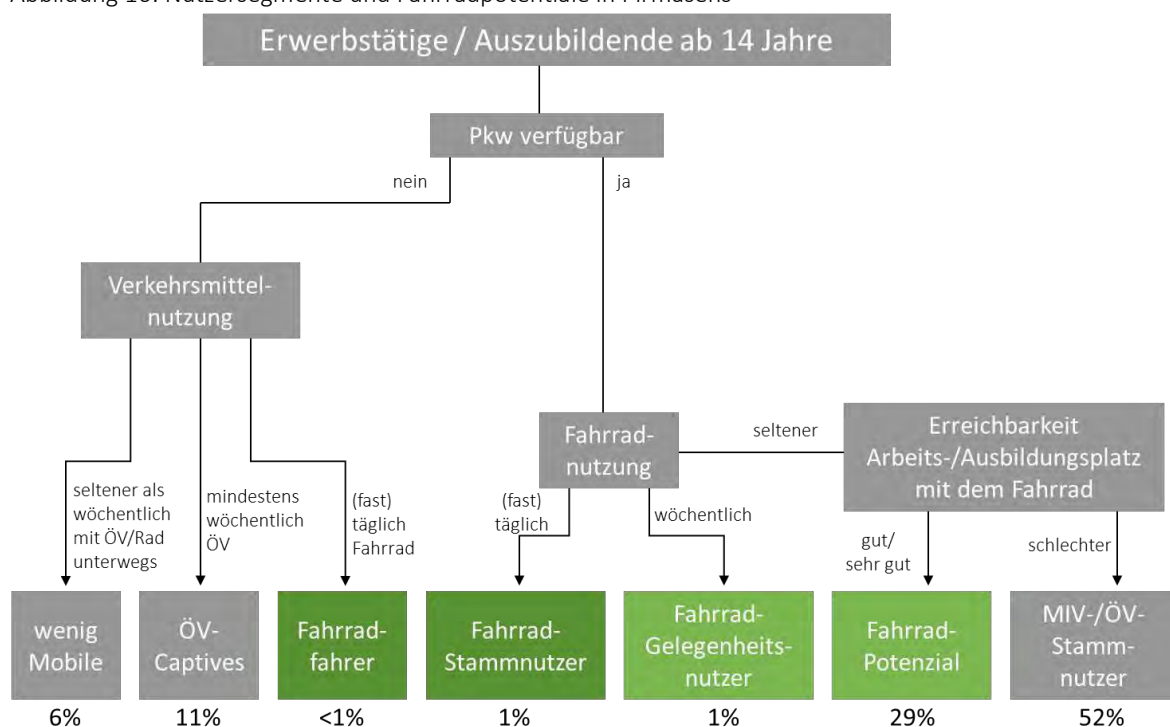 Erwerbstätige / Auszubildende ab 14 Jahre
Pkw verfügbar
nein
ja
Verkehrsmittel-
nutzung
Fahrrad-
nutzung
seltener
Erreichbarkeit
Arbeits-/Ausbildungsplatz
mit dem Fahrrad
seltener als
wöchentlich
mit ÖV/Rad
unterwegs
mindestens
wöchentlich
ÖV
(fast)
täglich
Fahrrad
(fast)
täglich
wöchentlich
gut/
sehr gut
schlechter
wenig
Mobile
ÖV-
Captives
Fahrrad-
fahrer
Fahrrad-
Stammnutzer
Fahrrad-
Gelegenheits-
nutzer
Fahrrad-
Potenzial
MIV-/ÖV-
Stamm-
nutzer
6%
11%
<1%
1%
1%
29%
52%